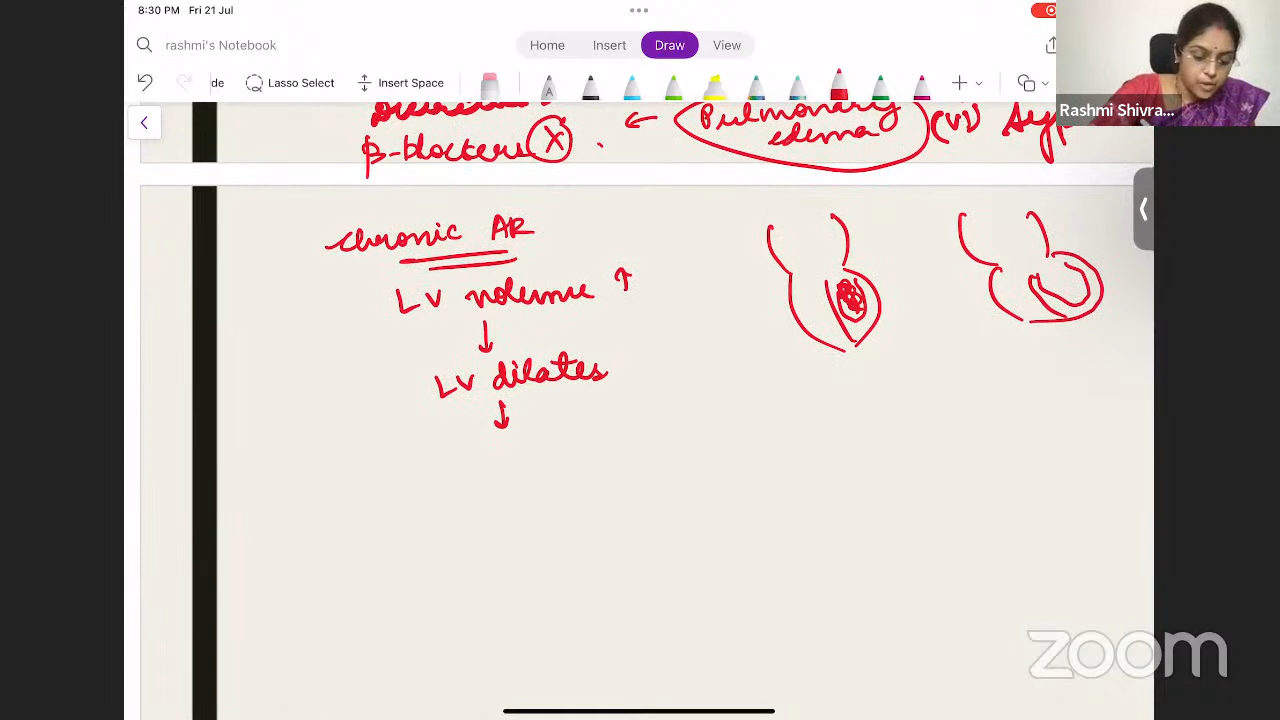 8:30 PM Fri 21 Jul
rashmi's Notebook
Home Insert Draw View
de Lasso Select Insert Space
Rashmi Shivra...
β-blockers X
← Pulmonary edema (vi)
Chronic AR
LV volume ↑
↓
LV dilates
↓
zoom